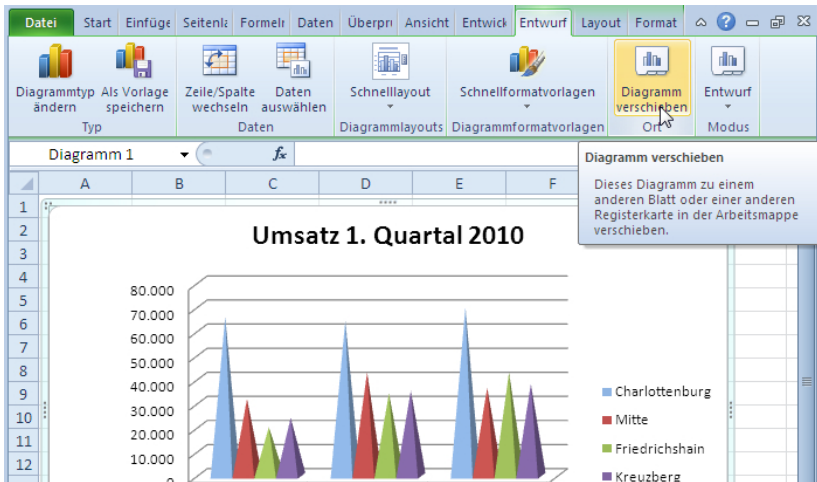 Datei Start Einfüge Seitenla Formelr Daten Überpri Ansicht Entwick Entwurf Layout Format
Diagrammtyp ändern
Als Vorlage speichern
Zeile/Spalte wechseln
Daten auswählen
Schnelllayout
Schnellformatvorlagen
Diagramm verschieben
Entwurf
Typ Daten Diagrammlayouts Diagrammformatvorlagen Ort Modus
Diagramm 1 fx
Diagramm verschieben
Dieses Diagramm zu einem
anderen Blatt oder einer anderen
Registerkarte in der Arbeitsmappe
verschieben.
A B C D E F
1
2
3
4
5
6
7
8
9
10
11
12
Umsatz 1. Quartal 2010
80.000
70.000
60.000
50.000
40.000
30.000
20.000
10.000
Charlottenburg
Mitte
Friedrichshain
Kreuzberg